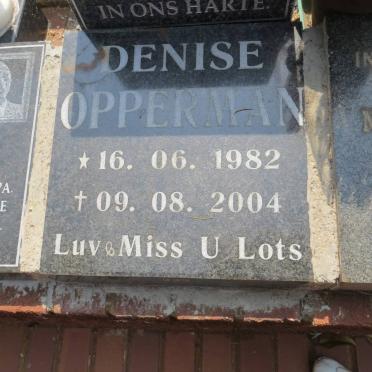 IN ONS HARTE.
DENISE
OPPERMAN
★ 16. 06. 1982
† 09. 08. 2004
Luv & Miss U Lots